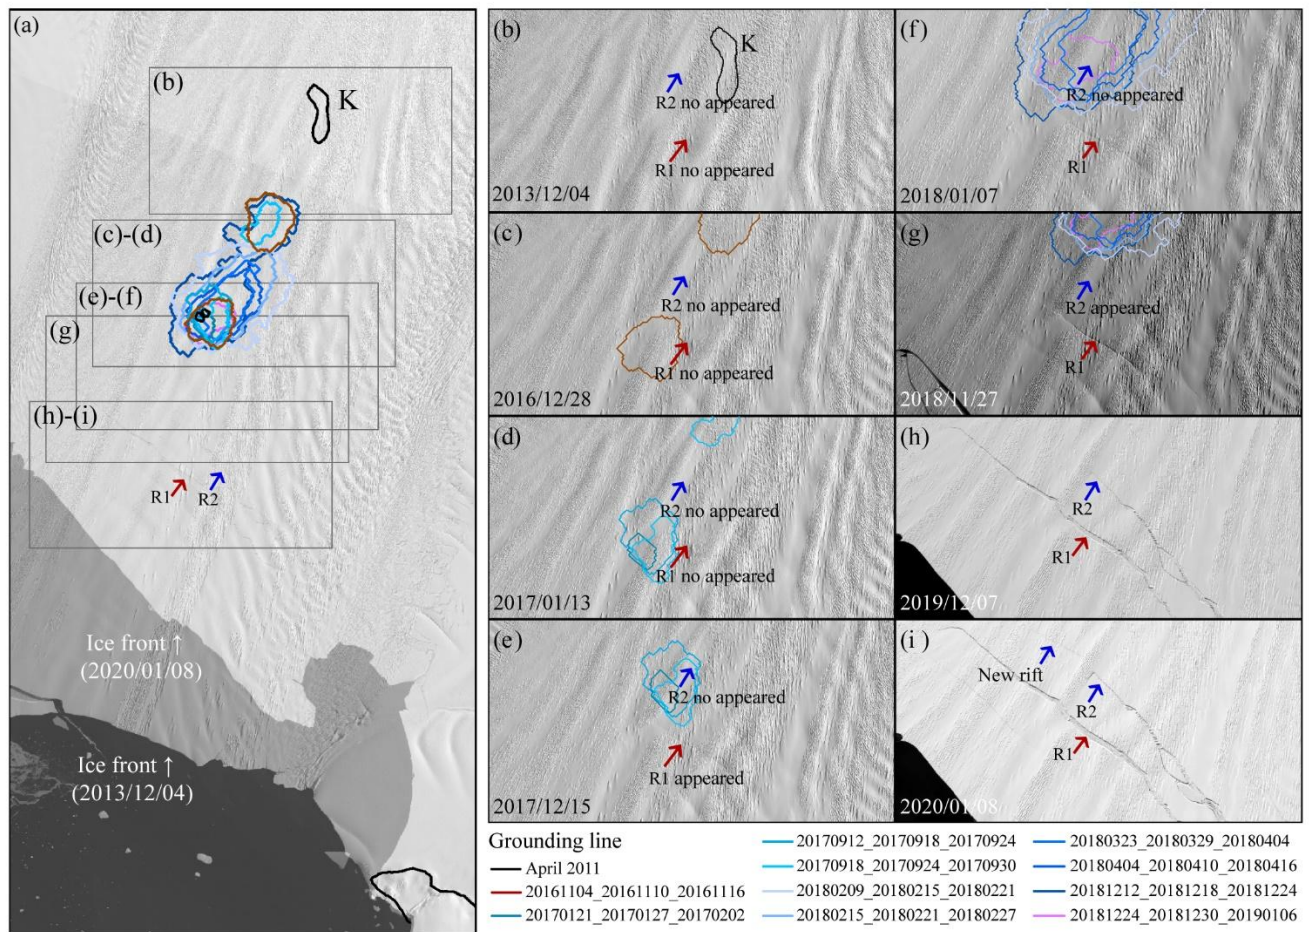 (a)
(b)
K
(c)-(d)
(e)-(f)
(g)
(h)-(i)
R1
R2
Ice front ↑
(2020/01/08)
Ice front ↑
(2013/12/04)
(b)
K
R2 no appeared
R1 no appeared
2013/12/04
(c)
R2 no appeared
R1 no appeared
2016/12/28
(d)
R2 no appeared
R1 no appeared
2017/01/13
(e)
R2 no appeared
R1 appeared
2017/12/15
(f)
R2 no appeared
R1
2018/01/07
(g)
R2 appeared
R1
2018/11/27
(h)
R2
R1
2019/12/07
(i)
New rift
R2
R1
2020/01/08
Grounding line
April 2011
20161104_20161110_20161116
20170121_20170127_20170202
20170912_20170918_20170924
20170918_20170924_20170930
20180209_20180215_20180221
20180215_20180221_20180227
20180323_20180329_20180404
20180404_20180410_20180416
20181212_20181218_20181224
20181224_20181230_20190106